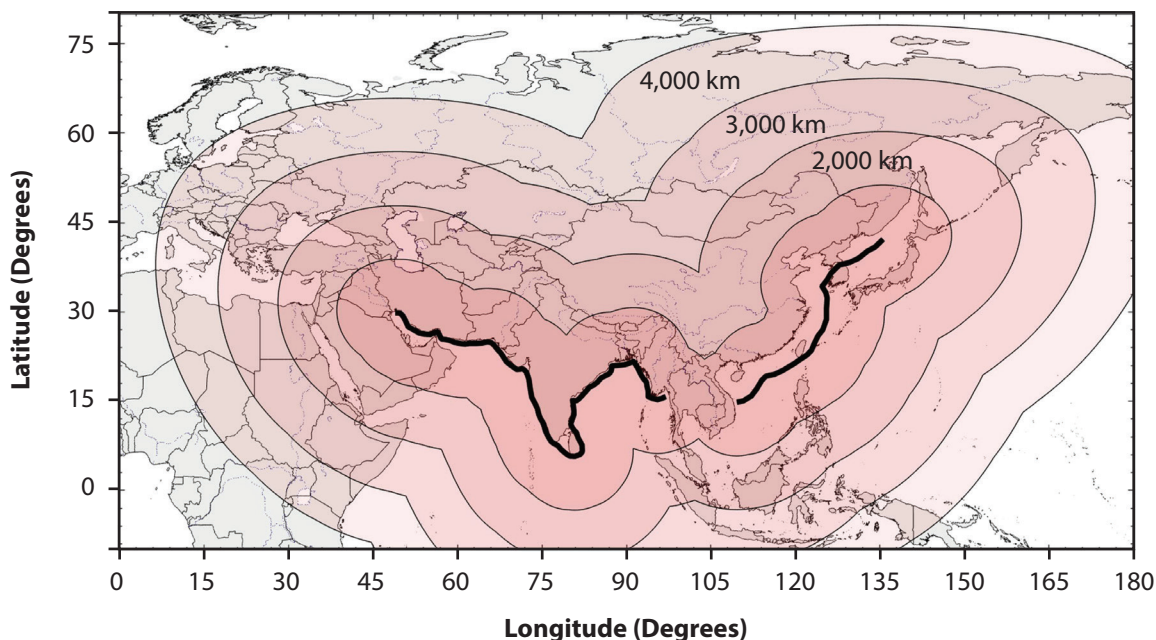 75
60
45
30
15
0
Latitude (Degrees)
4,000 km
3,000 km
2,000 km
0 15 30 45 60 75 90 105 120 135 150 165 180
Longitude (Degrees)